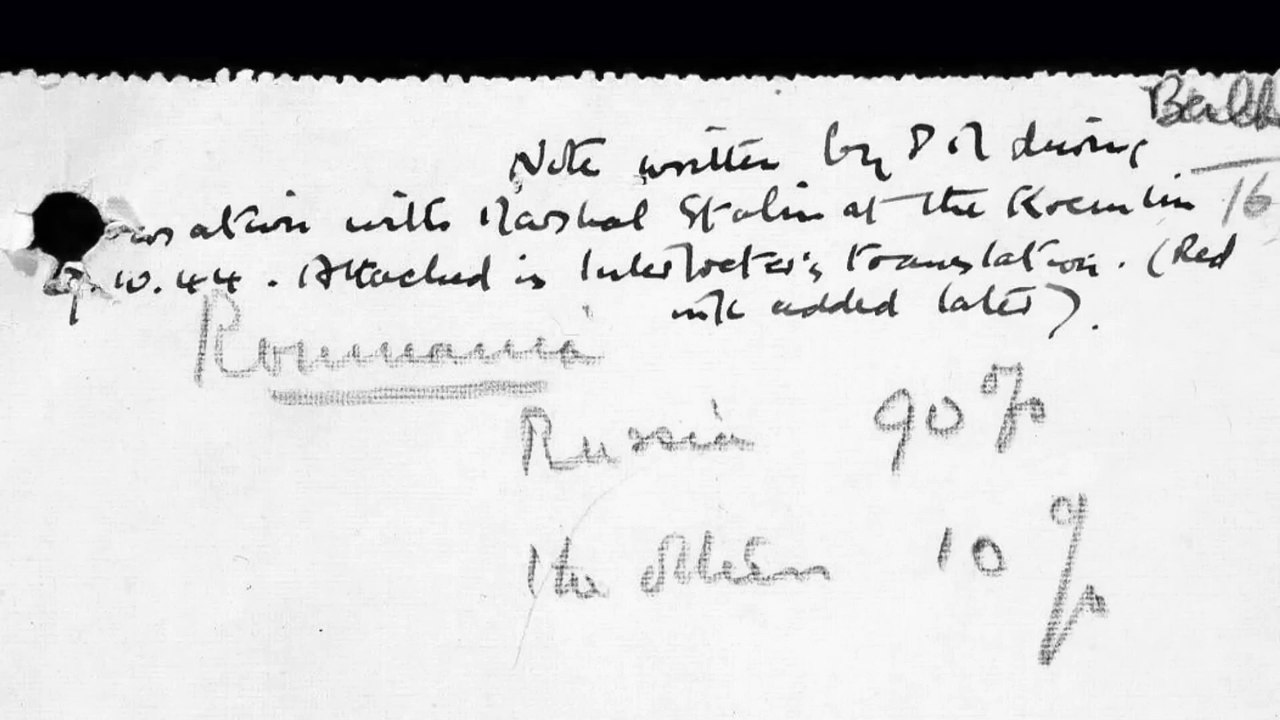 Note written by P M during
ersation with Marshal Stalin at the Kremlin 16
9.10.44. Attached is Interpreter's translation. (Red
ink added later).
Roumania
Russia 90%
The others 10%